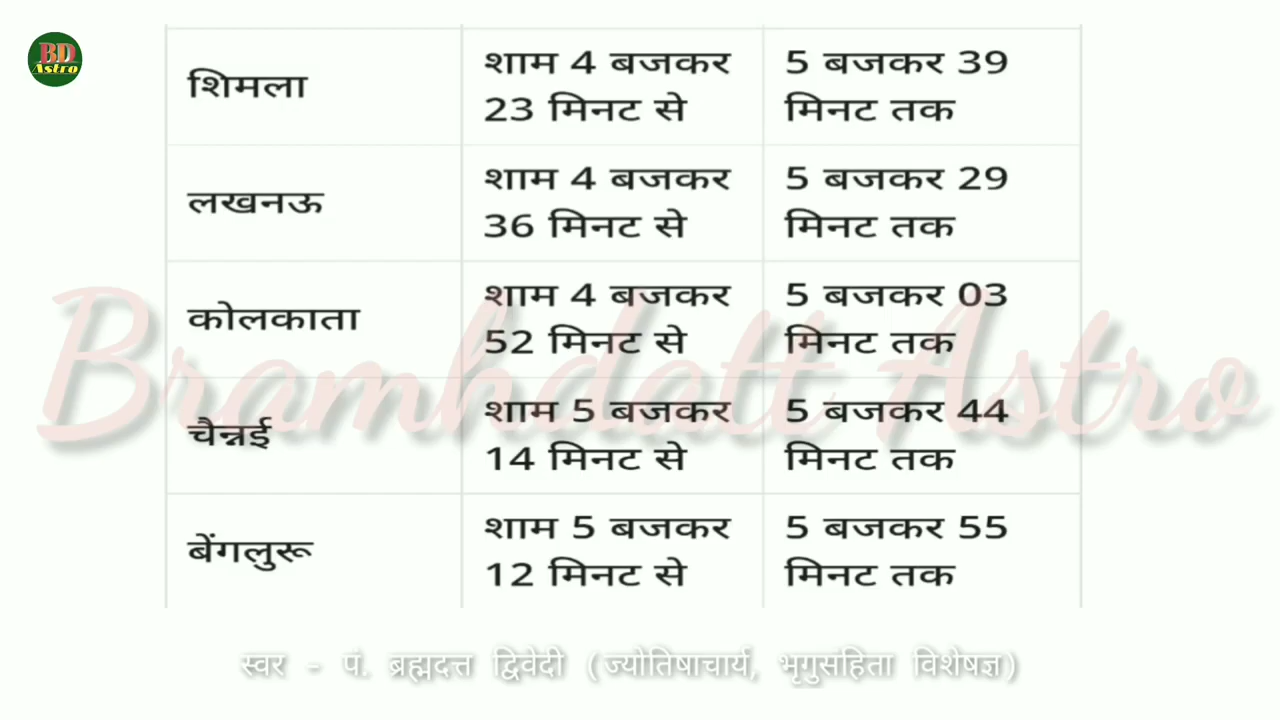 BD
Astro
शिमला
शाम 4 बजकर
23 मिनट से
5 बजकर 39
मिनट तक
लखनऊ
शाम 4 बजकर
36 मिनट से
5 बजकर 29
मिनट तक
कोलकाता
शाम 4 बजकर
52 मिनट से
5 बजकर 03
मिनट तक
चैन्नई
शाम 5 बजकर
14 मिनट से
5 बजकर 44
मिनट तक
बेंगलुरू
शाम 5 बजकर
12 मिनट से
5 बजकर 55
मिनट तक
Bramhdatt Astro
स्वर - पं. ब्रह्मदत्त द्विवेदी (ज्योतिषाचार्य, भृगुसहिता विशेषज्ञ)